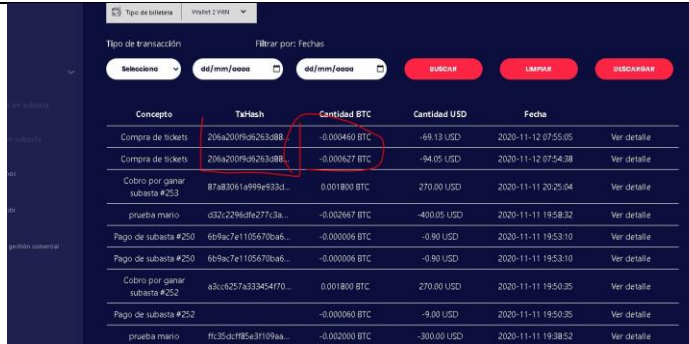 Tipo de billetera Wallet 2 WIN
Tipo de transacción Filtrar por: Fechas
Selecciona dd/mm/aaaa dd/mm/aaaa BUSCAR LIMPIAR DESCARGAR
Concepto TxHash Cantidad BTC Cantidad USD Fecha
en subasta
Compra de tickets 206a200f9d6263d88... -0.000460 BTC -69.13 USD 2020-11-12 07:55:05 Ver detalle
subasta
Compra de tickets 206a200f9d6263d88... -0.000627 BTC -94.05 USD 2020-11-12 07:54:38 Ver detalle
Cobro por ganar
subasta #253 87a83061a999e933d... 0.001800 BTC 270.00 USD 2020-11-11 20:25:04 Ver detalle
prueba mario d32c2296dfe277c3a... -0.002667 BTC -400.05 USD 2020-11-11 19:58:32 Ver detalle
Pago de subasta #250 6b9ac7e1105670ba6... -0.000006 BTC -0.90 USD 2020-11-11 19:53:10 Ver detalle
gestión comercial
Pago de subasta #250 6b9ac7e1105670ba6... -0.000006 BTC -0.90 USD 2020-11-11 19:53:10 Ver detalle
Cobro por ganar
subasta #252 a3cc6257a333454f70... 0.001800 BTC 270.00 USD 2020-11-11 19:50:35 Ver detalle
Pago de subasta #252 -0.000060 BTC -9.00 USD 2020-11-11 19:50:35 Ver detalle
prueba mario ffc35dcff85e3f109aa... -0.002000 BTC -300.00 USD 2020-11-11 19:38:52 Ver detalle